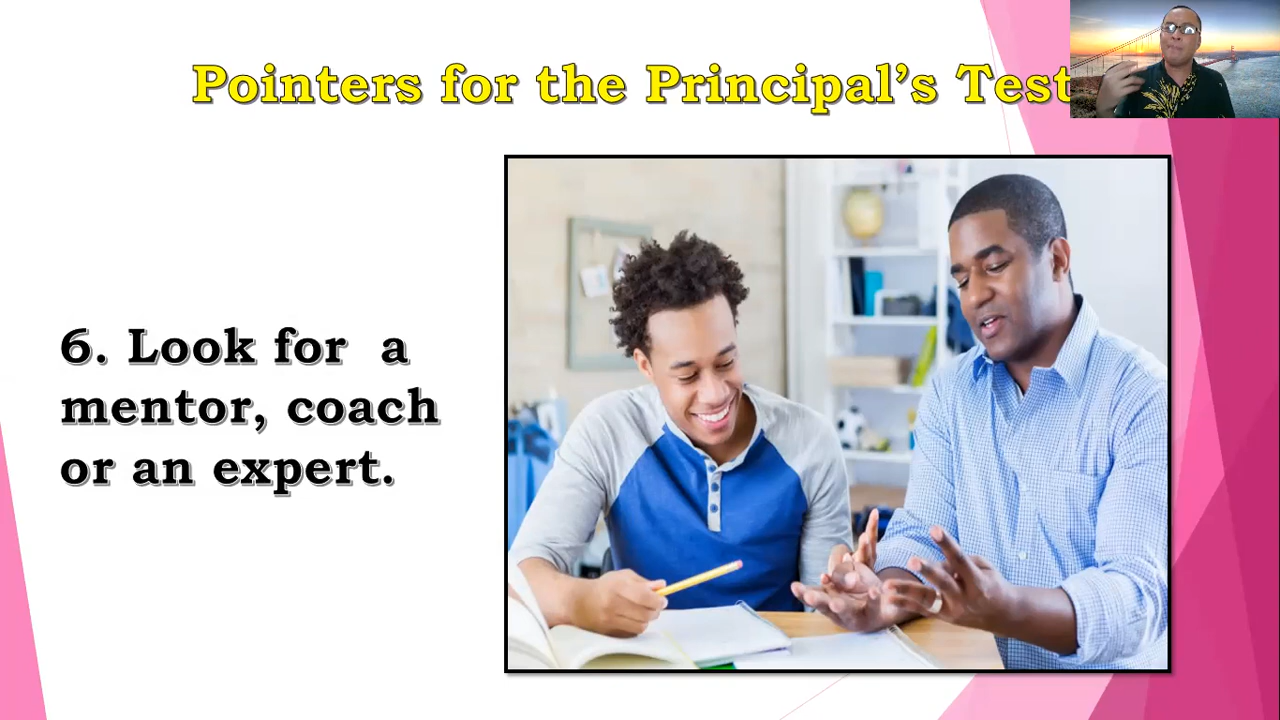 Pointers for the Principal’s Test
6. Look for a
mentor, coach
or an expert.